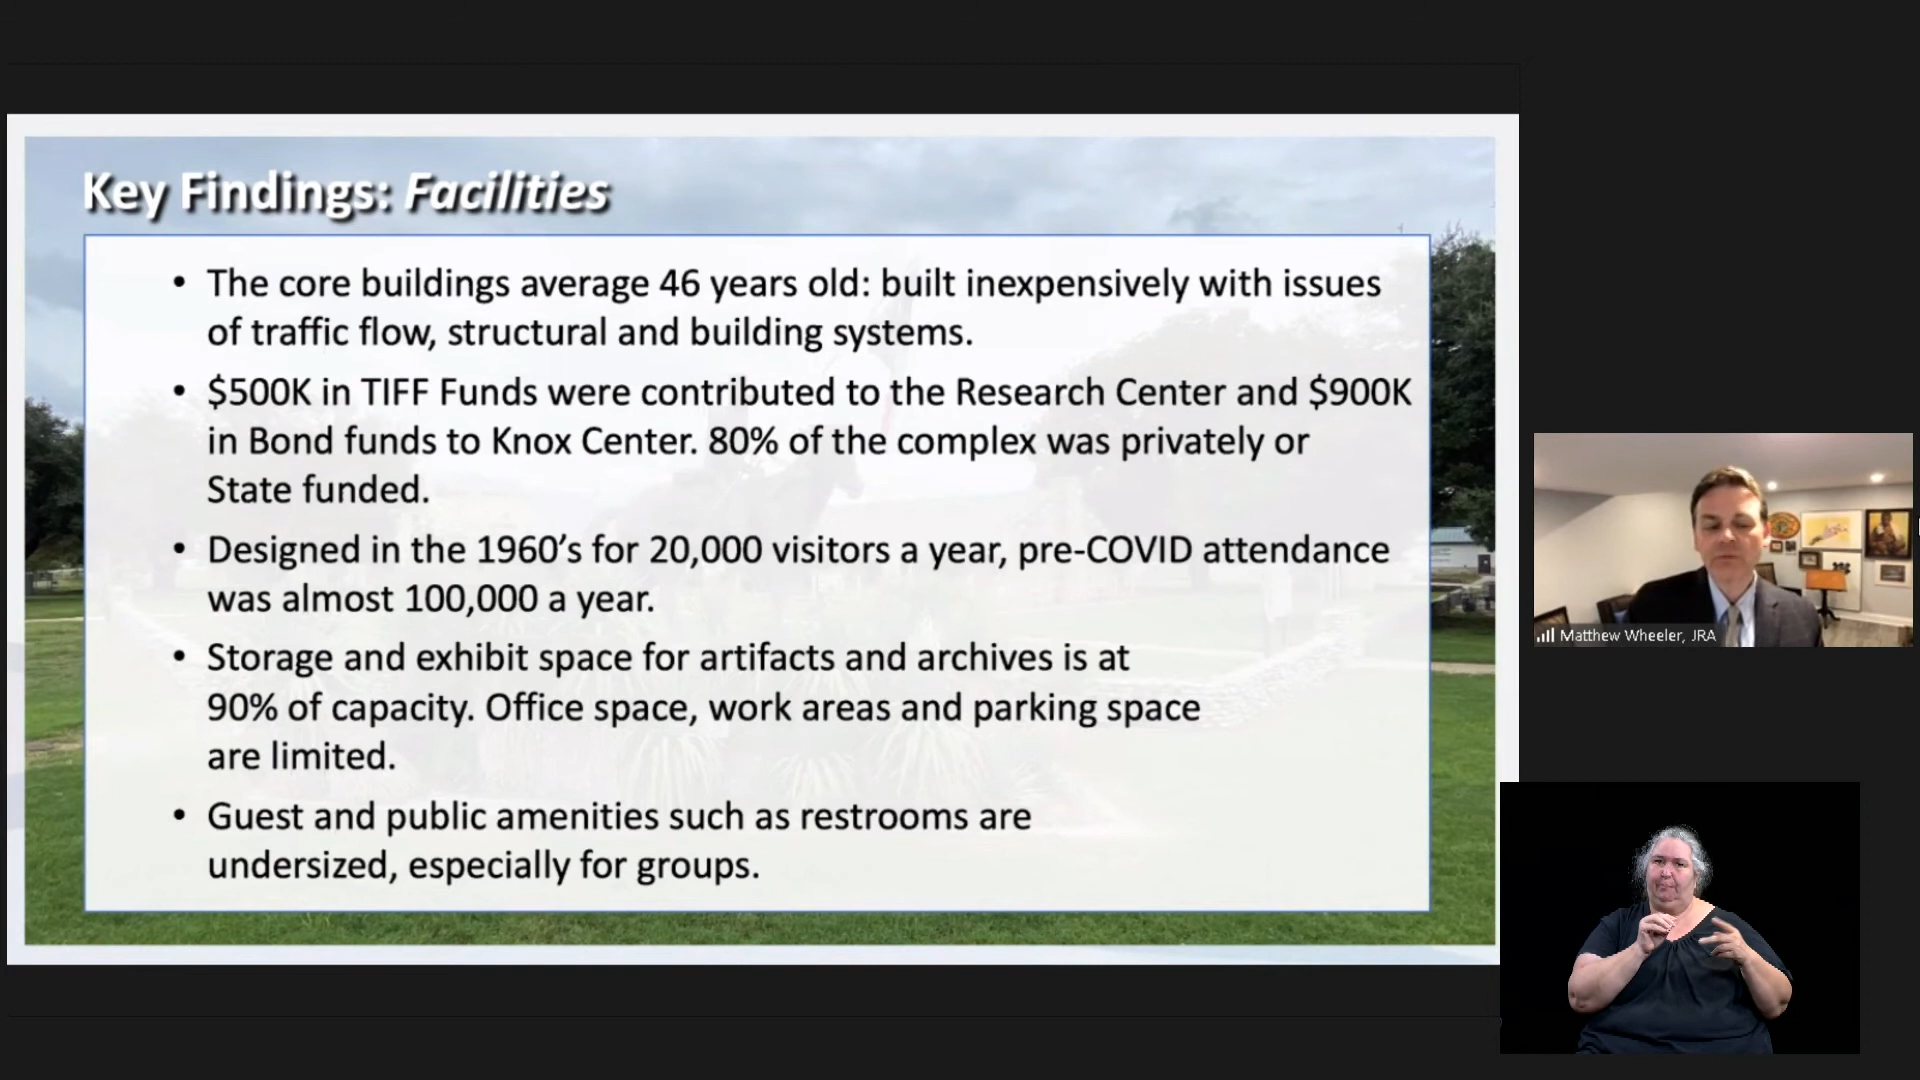 Key Findings: Facilities
• The core buildings average 46 years old: built inexpensively with issues
of traffic flow, structural and building systems.
• $500K in TIFF Funds were contributed to the Research Center and $900K
in Bond funds to Knox Center. 80% of the complex was privately or
State funded.
• Designed in the 1960's for 20,000 visitors a year, pre-COVID attendance
was almost 100,000 a year.
• Storage and exhibit space for artifacts and archives is at
90% of capacity. Office space, work areas and parking space
are limited.
• Guest and public amenities such as restrooms are
undersized, especially for groups.
Matthew Wheeler, JRA